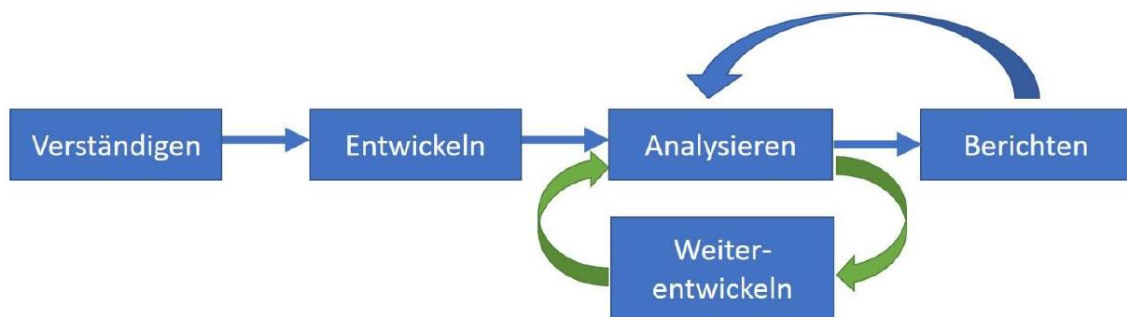 Verständigen
Entwickeln
Analysieren
Berichten
Weiter-
entwickeln